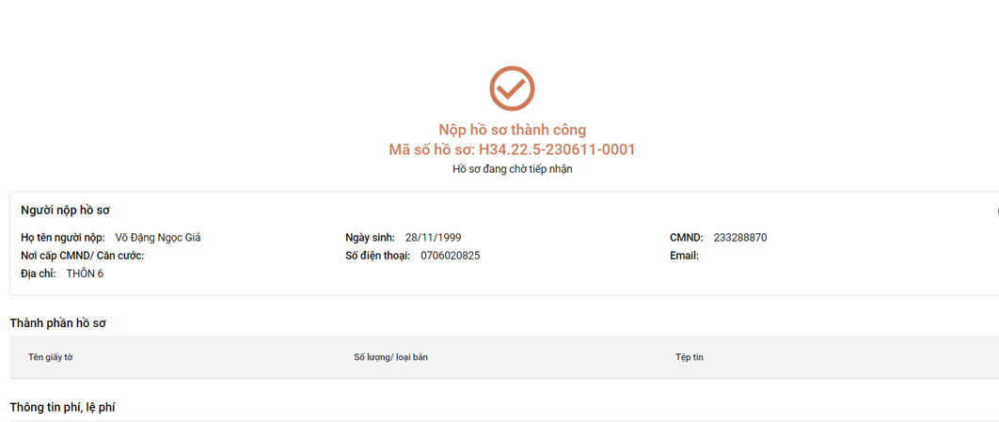 Nộp hồ sơ thành công
Mã số hồ sơ: H34.22.5-230611-0001
Hồ sơ đang chờ tiếp nhận
Người nộp hồ sơ
Họ tên người nộp: Võ Đặng Ngọc Giả Ngày sinh: 28/11/1999 CMND: 233288870
Nơi cấp CMND/ Căn cước: Số điện thoại: 0706020825 Email:
Địa chỉ: THÔN 6
Thành phần hồ sơ
Tên giấy tờ Số lượng/ loại bản Tệp tin
Thông tin phí, lệ phí